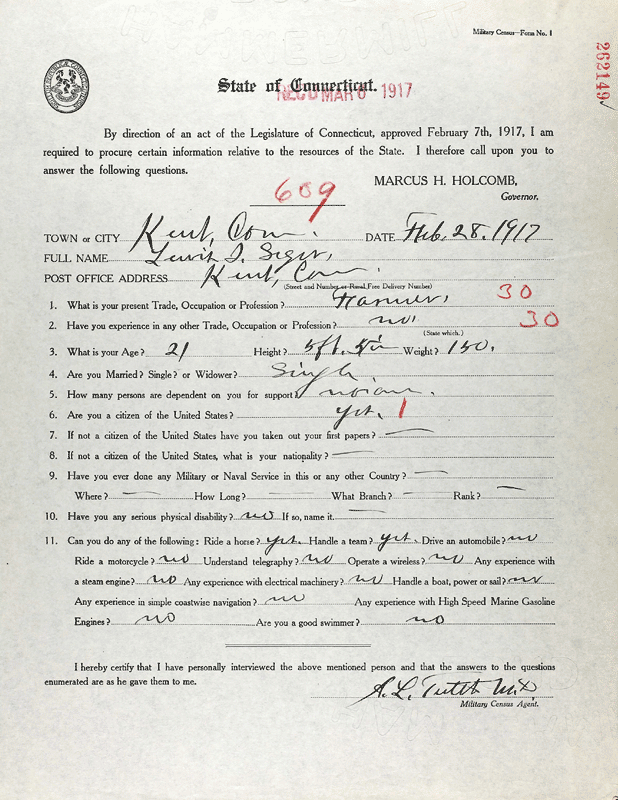 Military Census—Form No. 1
262149
State of Connecticut.
REC'D MAR 6 1917
By direction of an act of the Legislature of Connecticut, approved February 7th, 1917, I am
required to procure certain information relative to the resources of the State. I therefore call upon you to
answer the following questions.
MARCUS H. HOLCOMB,
Governor.
609
TOWN or CITY Kent, Conn. DATE Feb. 28. 1917
FULL NAME Lewis
POST OFFICE ADDRESS Kent, Conn.
(Street and Number or Rural Free Delivery Number)
1. What is your present Trade, Occupation or Profession? Farmer. 30
2. Have you experience in any other Trade, Occupation or Profession? no. 30
(State which.)
3. What is your Age? 21 Height? 5ft. 5in Weight? 150.
4. Are you Married? Single? or Widower? Single
5. How many persons are dependent on you for support?
6. Are you a citizen of the United States? yes. 1
7. If not a citizen of the United States have you taken out your first papers? —
8. If not a citizen of the United States, what is your nationality? —
9. Have you ever done any Military or Naval Service in this or any other Country? —
Where? — How Long? — What Branch? — Rank? —
10. Have you any serious physical disability? no If so, name it. —
11. Can you do any of the following: Ride a horse? yes. Handle a team? yes. Drive an automobile? no
Ride a motorcycle? no Understand telegraphy? no Operate a wireless? no Any experience with
a steam engine? no Any experience with electrical machinery? no Handle a boat, power or sail? no
Any experience in simple coastwise navigation? no Any experience with High Speed Marine Gasoline
Engines? no Are you a good swimmer? no
I hereby certify that I have personally interviewed the above mentioned person and that the answers to the questions
enumerated are as he gave them to me.
A. L. M.D.
Military Census Agent.